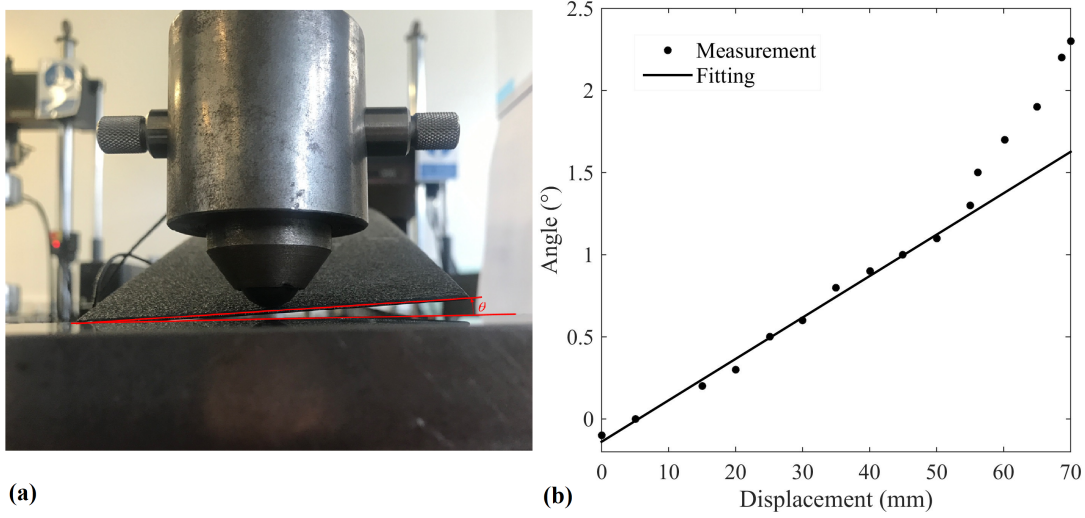 θ
(a)
2.5
2
1.5
1
0.5
0
Angle (°)
Measurement
Fitting
0 10 20 30 40 50 60 70
Displacement (mm)
(b)